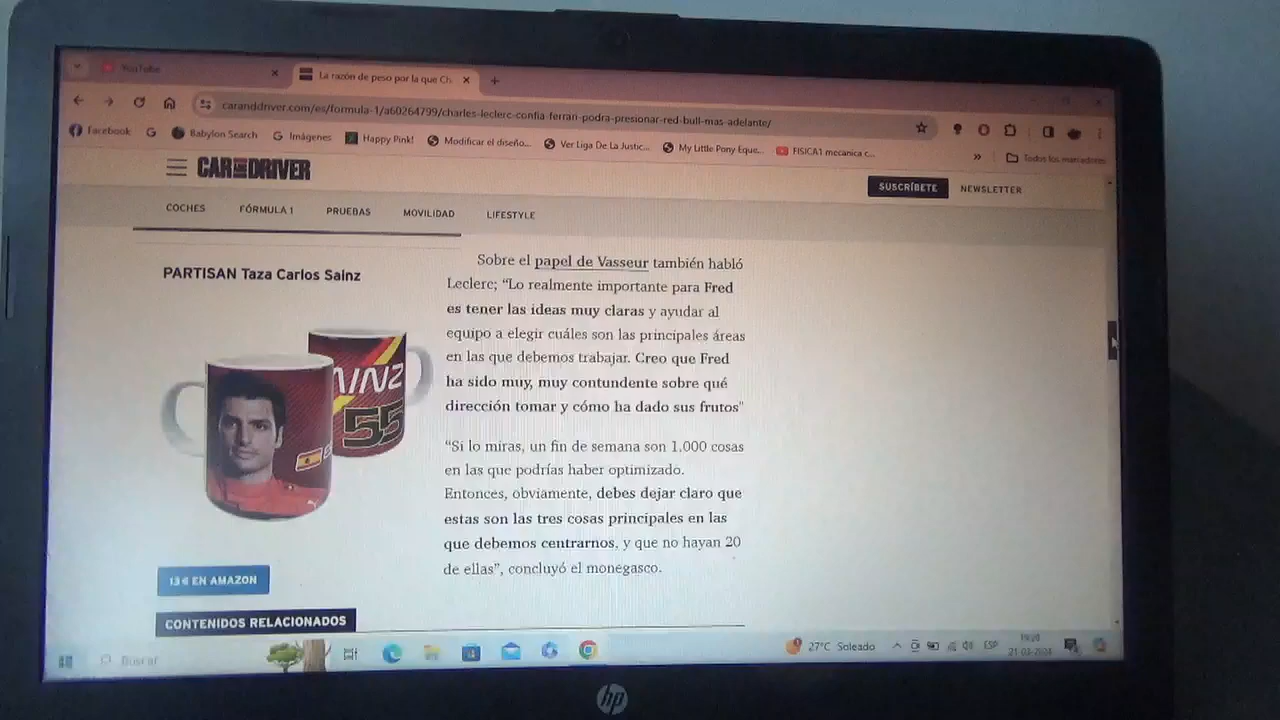 YouTube
La razón de peso por la que Ch
caranddriver.com/es/formula-1/a60264799/charles-leclerc-confia-ferrari-podra-presionar-red-bull-mas-adelante/
Facebook
Babylon Search
Imágenes
Happy Pink!
Modificar el diseño...
Ver Liga De La Justic...
My Little Pony Eque...
FISICA1 mecanica c...
Todos los marcadores
CAR AND DRIVER
SUSCRÍBETE
NEWSLETTER
COCHES
FÓRMULA 1
PRUEBAS
MOVILIDAD
LIFESTYLE
PARTISAN Taza Carlos Sainz
AINZ
55
13 € EN AMAZON
CONTENIDOS RELACIONADOS
Sobre el papel de Vasseur también habló
Leclerc; “Lo realmente importante para Fred
es tener las ideas muy claras y ayudar al
equipo a elegir cuáles son las principales áreas
en las que debemos trabajar. Creo que Fred
ha sido muy, muy contundente sobre qué
dirección tomar y cómo ha dado sus frutos"
“Si lo miras, un fin de semana son 1.000 cosas
en las que podrías haber optimizado.
Entonces, obviamente, debes dejar claro que
estas son las tres cosas principales en las
que debemos centrarnos, y que no hayan 20
de ellas”, concluyó el monegasco.
Buscar
27°C Soleado
ESP
hp